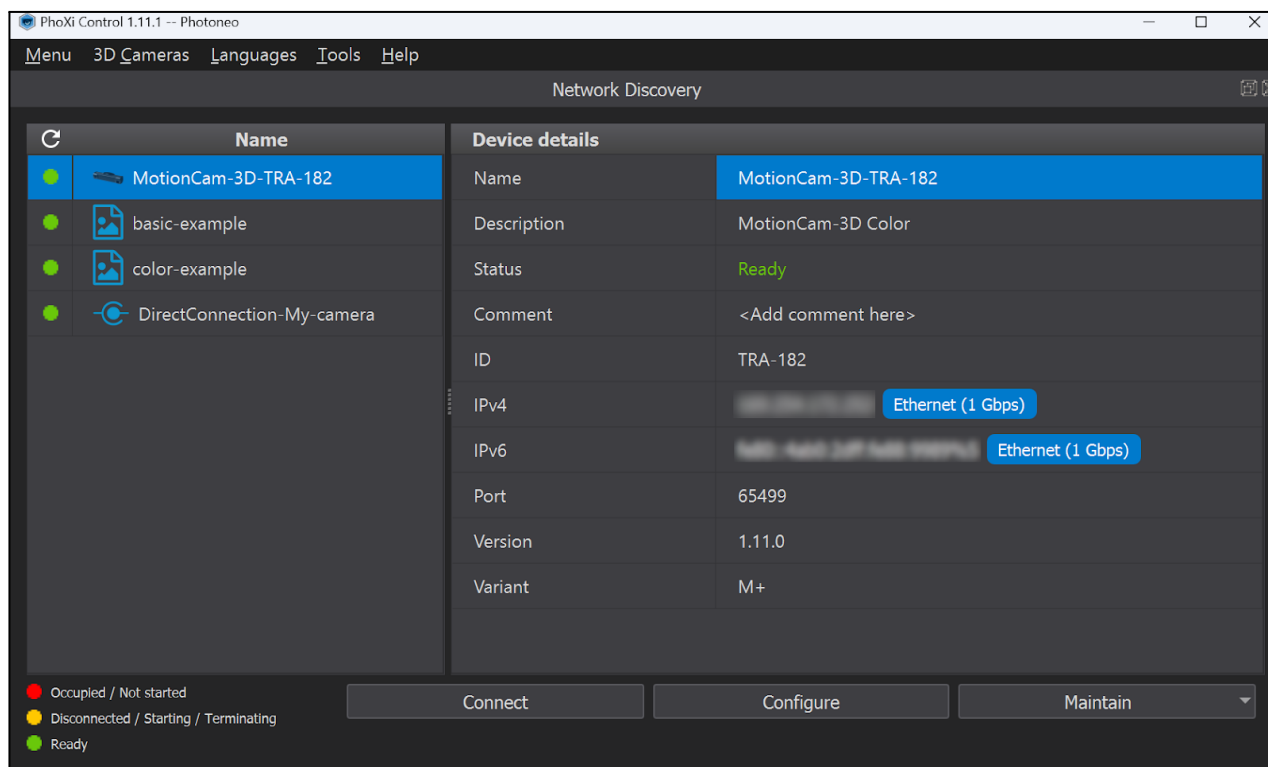 PhoXi Control 1.11.1 -- Photoneo
Menu 3D Cameras Languages Tools Help
Network Discovery
Name
Device details
MotionCam-3D-TRA-182
basic-example
color-example
DirectConnection-My-camera
Name MotionCam-3D-TRA-182
Description MotionCam-3D Color
Status Ready
Comment <Add comment here>
ID TRA-182
IPv4 Ethernet (1 Gbps)
IPv6 Ethernet (1 Gbps)
Port 65499
Version 1.11.0
Variant M+
Occupied / Not started
Disconnected / Starting / Terminating
Ready
Connect Configure Maintain